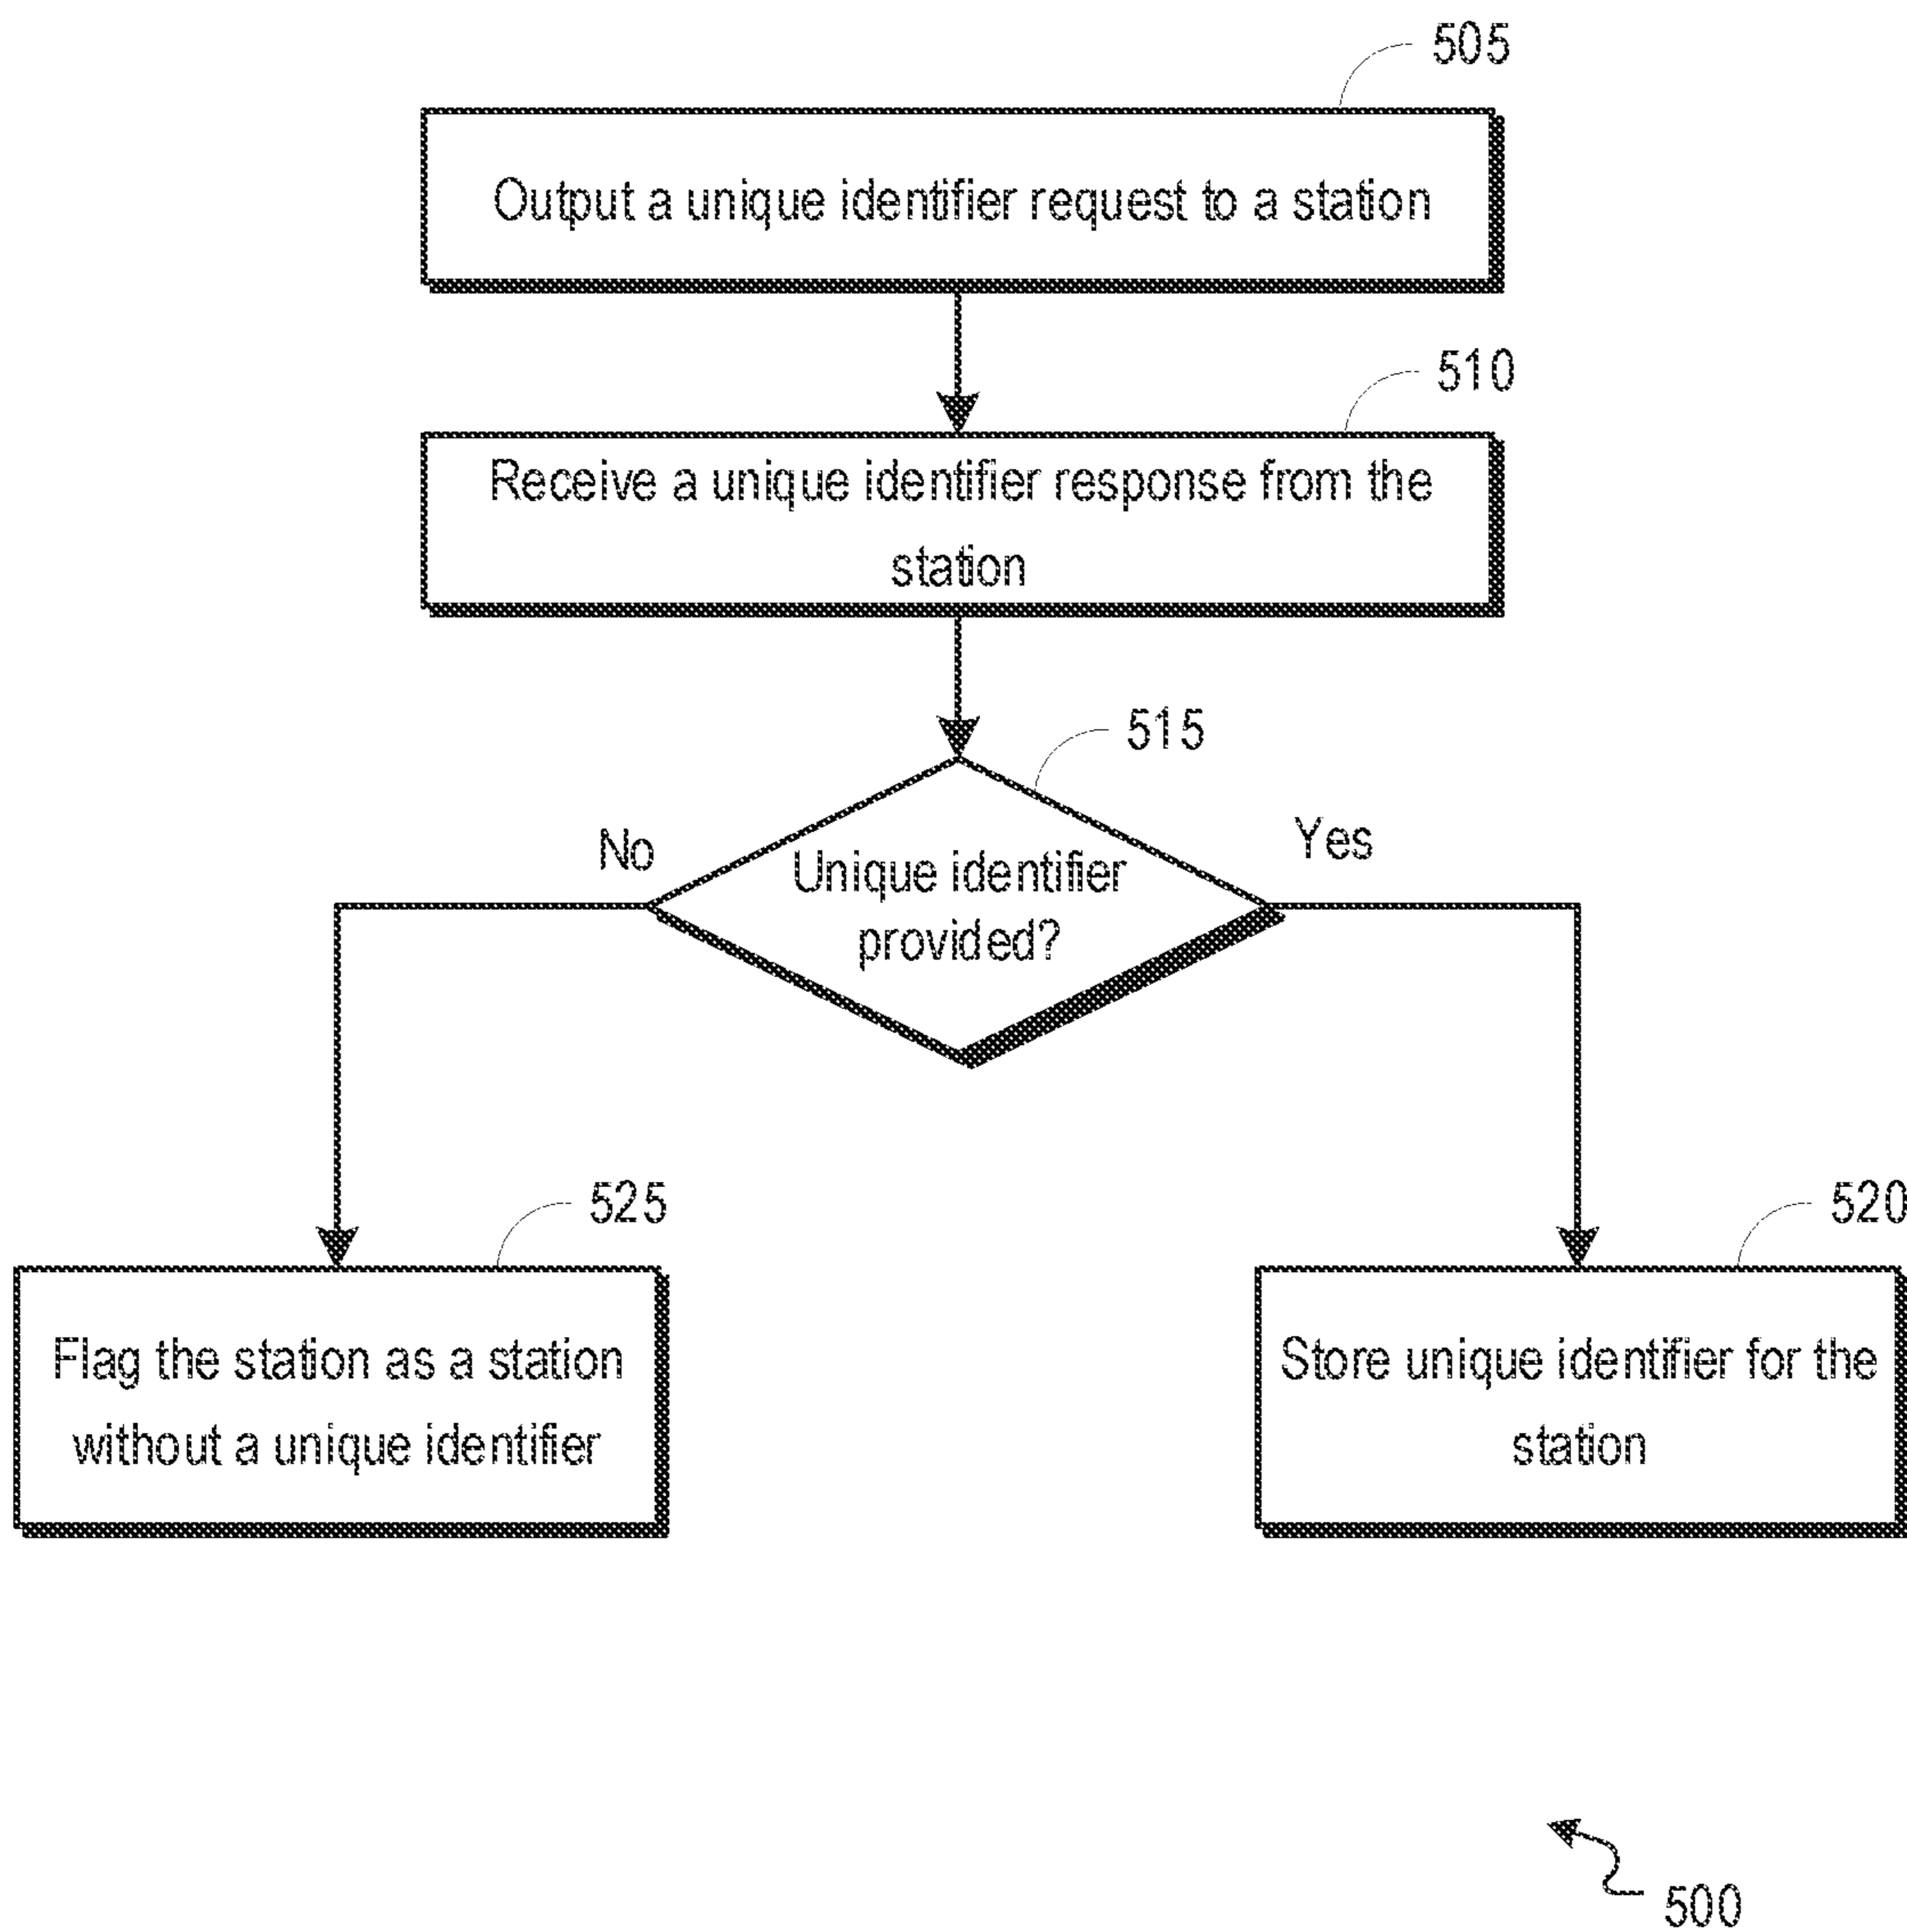 505
Output a unique identifier request to a station
510
Receive a unique identifier response from the
station
515
No
Yes
Unique identifier
provided?
525
520
Flag the station as a station
without a unique identifier
Store unique identifier for the
station
500